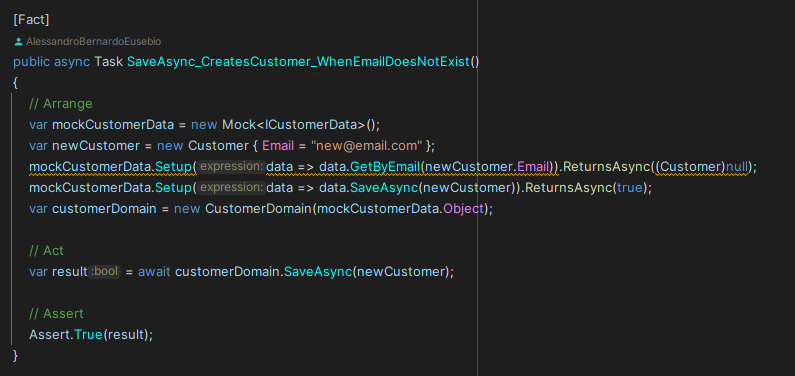 [Fact]
AlessandroBernardoEusebio
public async Task SaveAsync_CreatesCustomer_WhenEmailDoesNotExist()
{
// Arrange
var mockCustomerData = new Mock<ICustomerData>();
var newCustomer = new Customer { Email = "new@email.com" };
mockCustomerData.Setup( expression: data => data.GetByEmail(newCustomer.Email)).ReturnsAsync((Customer)null);
mockCustomerData.Setup( expression: data => data.SaveAsync(newCustomer)).ReturnsAsync(true);
var customerDomain = new CustomerDomain(mockCustomerData.Object);
// Act
var result :bool = await customerDomain.SaveAsync(newCustomer);
// Assert
Assert.True(result);
}